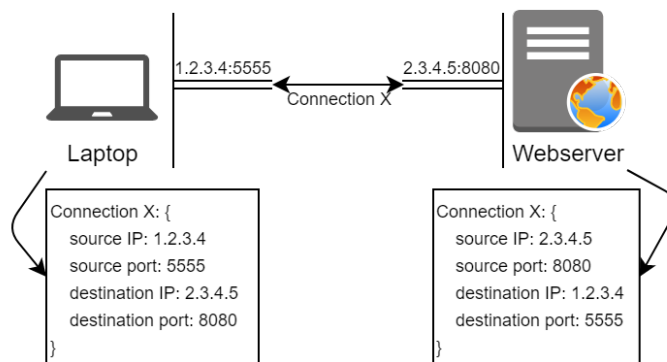 1.2.3.4:5555
2.3.4.5:8080
Connection X
Laptop
Webserver
Connection X: {
source IP: 1.2.3.4
source port: 5555
destination IP: 2.3.4.5
destination port: 8080
}
Connection X: {
source IP: 2.3.4.5
source port: 8080
destination IP: 1.2.3.4
destination port: 5555
}